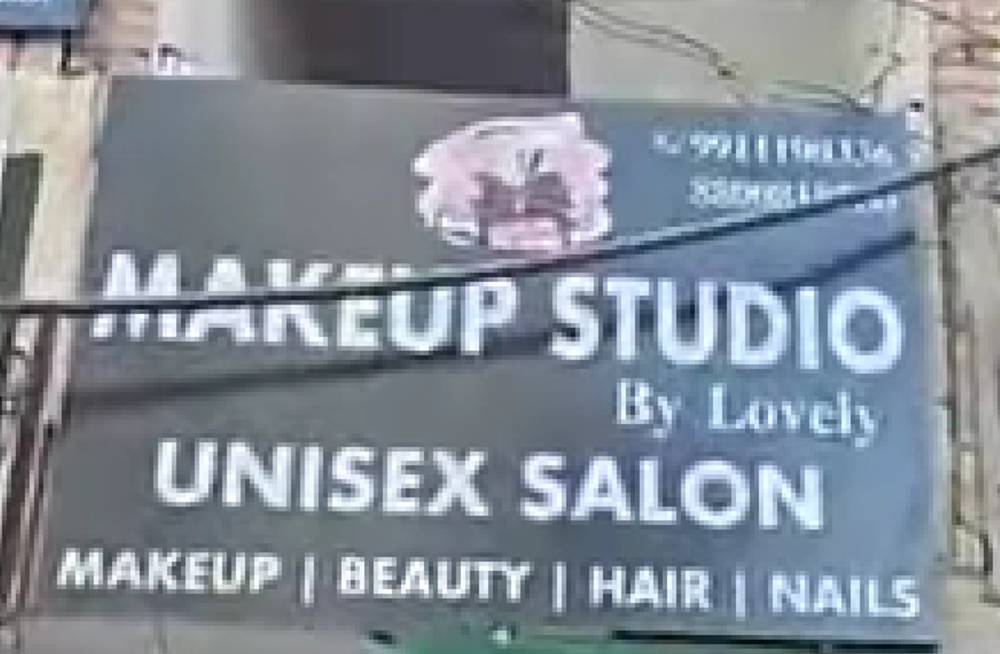 MAKEUP STUDIO
By Lovely
UNISEX SALON
MAKEUP | BEAUTY | HAIR | NAILS